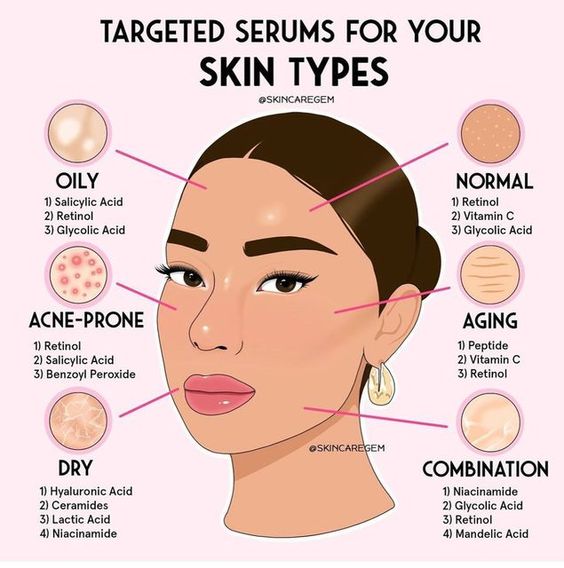 TARGETED SERUMS FOR YOUR
SKIN TYPES
@SKINCAREGEM
OILY
1) Salicylic Acid
2) Retinol
3) Glycolic Acid
NORMAL
1) Retinol
2) Vitamin C
3) Glycolic Acid
ACNE-PRONE
1) Retinol
2) Salicylic Acid
3) Benzoyl Peroxide
AGING
1) Peptide
2) Vitamin C
3) Retinol
@SKINCAREGEM
DRY
1) Hyaluronic Acid
2) Ceramides
3) Lactic Acid
4) Niacinamide
COMBINATION
1) Niacinamide
2) Glycolic Acid
3) Retinol
4) Mandelic Acid